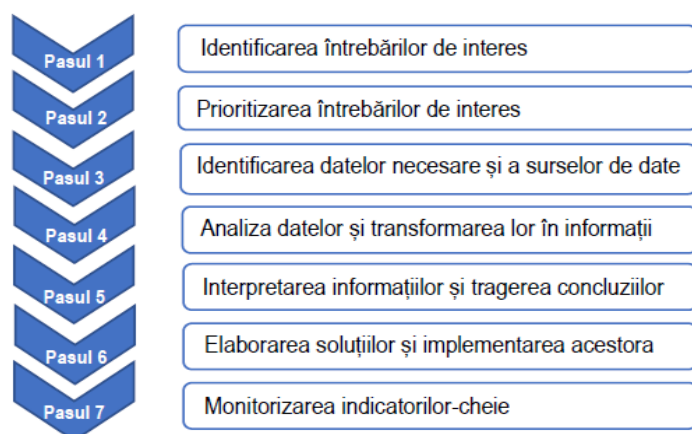 Pasul 1
Identificarea întrebărilor de interes
Pasul 2
Prioritizarea întrebărilor de interes
Pasul 3
Identificarea datelor necesare și a surselor de date
Pasul 4
Analiza datelor și transformarea lor în informații
Pasul 5
Interpretarea informațiilor și tragerea concluziilor
Pasul 6
Elaborarea soluțiilor și implementarea acestora
Pasul 7
Monitorizarea indicatorilor-cheie